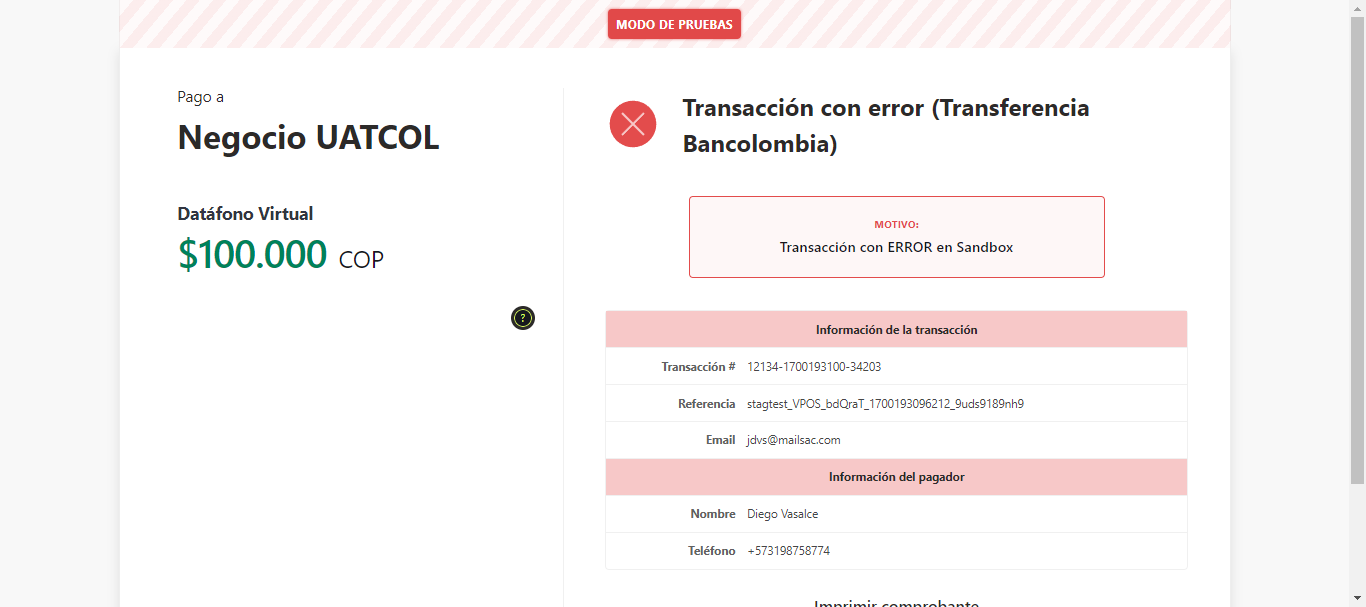 MODO DE PRUEBAS
Pago a
Negocio UATCOL
Datáfono Virtual
$100.000 COP
?
Transacción con error (Transferencia
Bancolombia)
MOTIVO:
Transacción con ERROR en Sandbox
Información de la transacción
Transacción # 12134-1700193100-34203
Referencia stagtest_VPOS_bdQraT_1700193096212_9uds9189nh9
Email jdvs@mailsac.com
Información del pagador
Nombre Diego Vasalce
Teléfono +573198758774
Imprimir comprobante